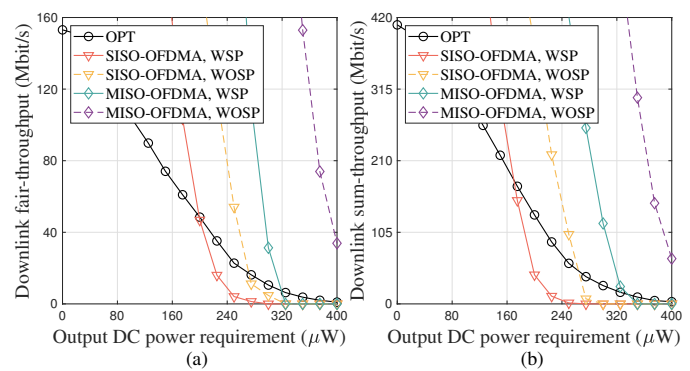 Downlink fair-throughput (Mbit/s)
160
120
80
40
0
OPT
SISO-OFDMA, WSP
SISO-OFDMA, WOSP
MISO-OFDMA, WSP
MISO-OFDMA, WOSP
0 80 160 240 320 400
Output DC power requirement (μW)
(a)
Downlink sum-throughput (Mbit/s)
420
315
210
105
0
OPT
SISO-OFDMA, WSP
SISO-OFDMA, WOSP
MISO-OFDMA, WSP
MISO-OFDMA, WOSP
0 80 160 240 320 400
Output DC power requirement (μW)
(b)